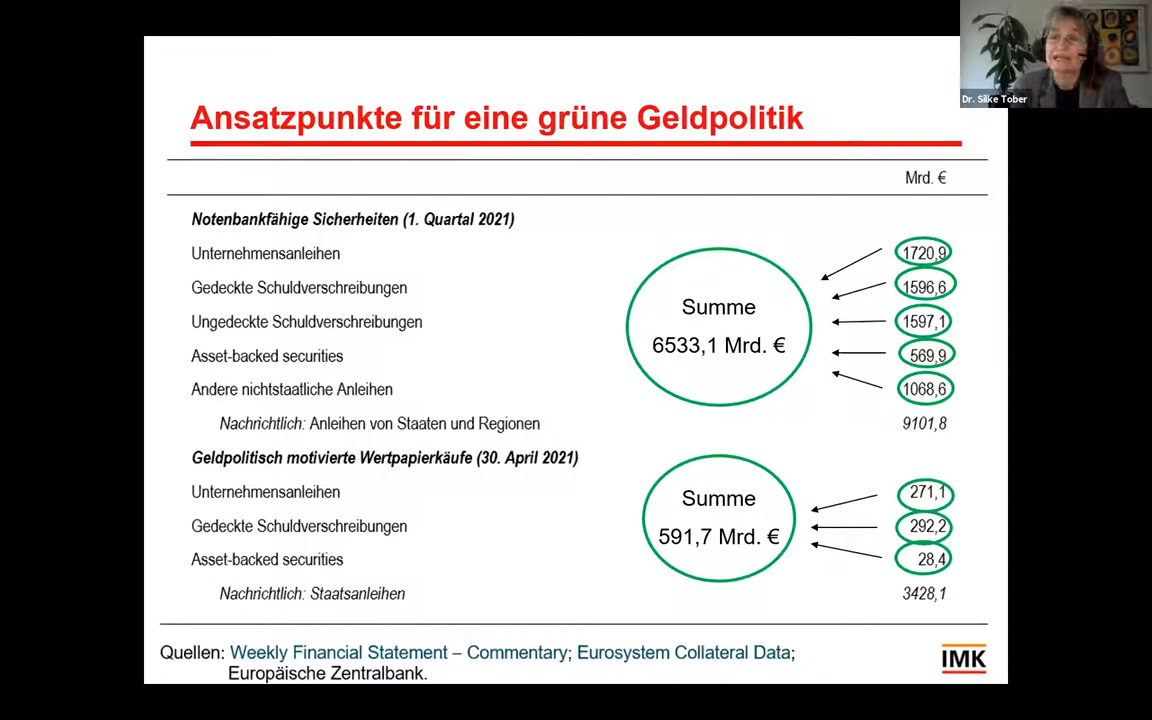 Dr. Silke Tober
Ansatzpunkte für eine grüne Geldpolitik
Mrd. €
Notenbankfähige Sicherheiten (1. Quartal 2021)
Unternehmensanleihen 1720,9
Gedeckte Schuldverschreibungen 1596,6
Summe
Ungedeckte Schuldverschreibungen 1597,1
6533,1 Mrd. €
Asset-backed securities 569,9
Andere nichtstaatliche Anleihen 1068,6
Nachrichtlich: Anleihen von Staaten und Regionen 9101,8
Geldpolitisch motivierte Wertpapierkäufe (30. April 2021)
Unternehmensanleihen 271,1
Summe
Gedeckte Schuldverschreibungen 292,2
591,7 Mrd. €
Asset-backed securities 28,4
Nachrichtlich: Staatsanleihen 3428,1
Quellen: Weekly Financial Statement – Commentary; Eurosystem Collateral Data;
Europäische Zentralbank.
IMK